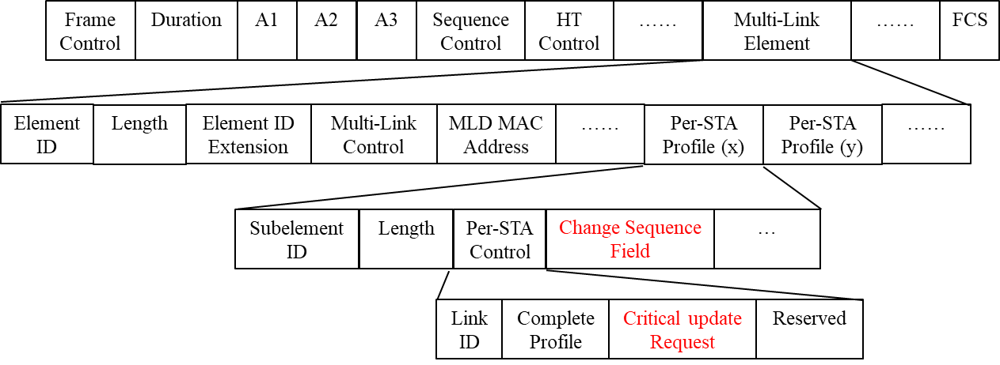 Frame Control
Duration
A1
A2
A3
Sequence Control
HT Control
……
Multi-Link Element
……
FCS
Element ID
Length
Element ID Extension
Multi-Link Control
MLD MAC Address
……
Per-STA Profile (x)
Per-STA Profile (y)
……
Subelement ID
Length
Per-STA Control
Change Sequence Field
…
Link ID
Complete Profile
Critical update Request
Reserved